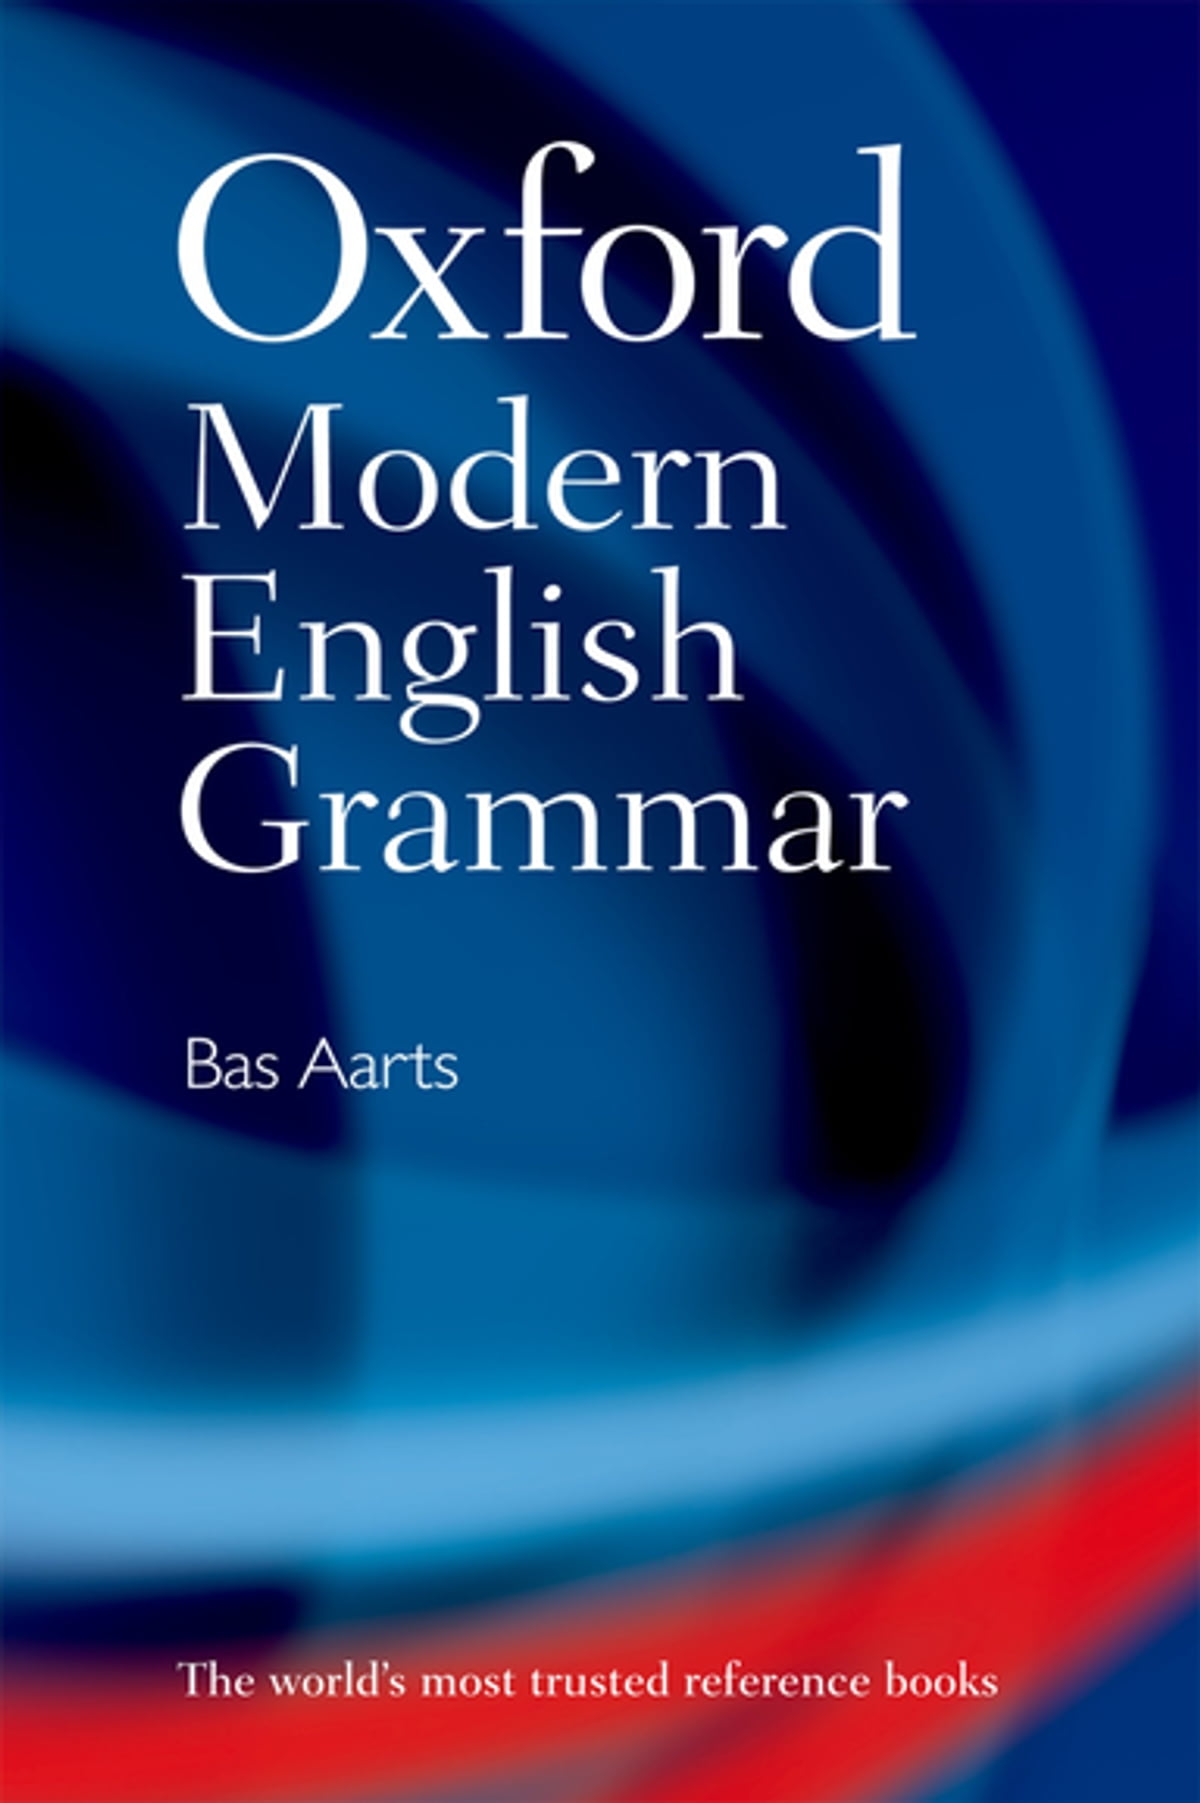 Oxford
Modern
English
Grammar
Bas Aarts
The world's most trusted reference books